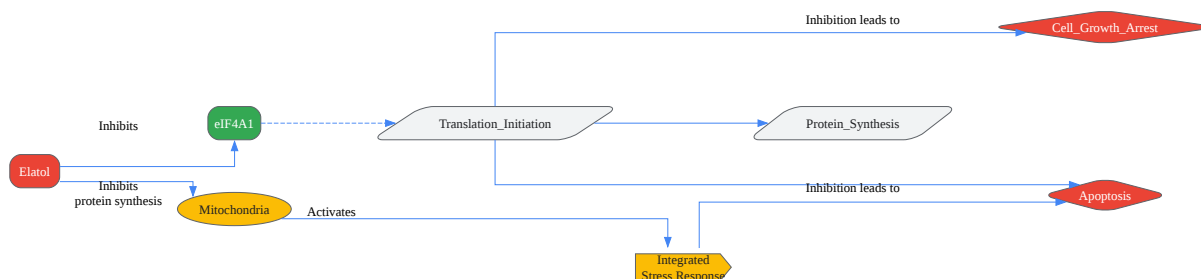 Inhibition leads to
Cell_Growth_Arrest
Inhibits
eIF4A1
Translation_Initiation
Protein_Synthesis
Elatol
Inhibits
protein synthesis
Mitochondria
Activates
Inhibition leads to
Apoptosis
Integrated
Stress Response